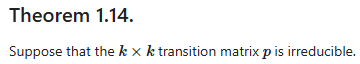 Theorem 1.14.
Suppose that the k × k transition matrix p is irreducible.